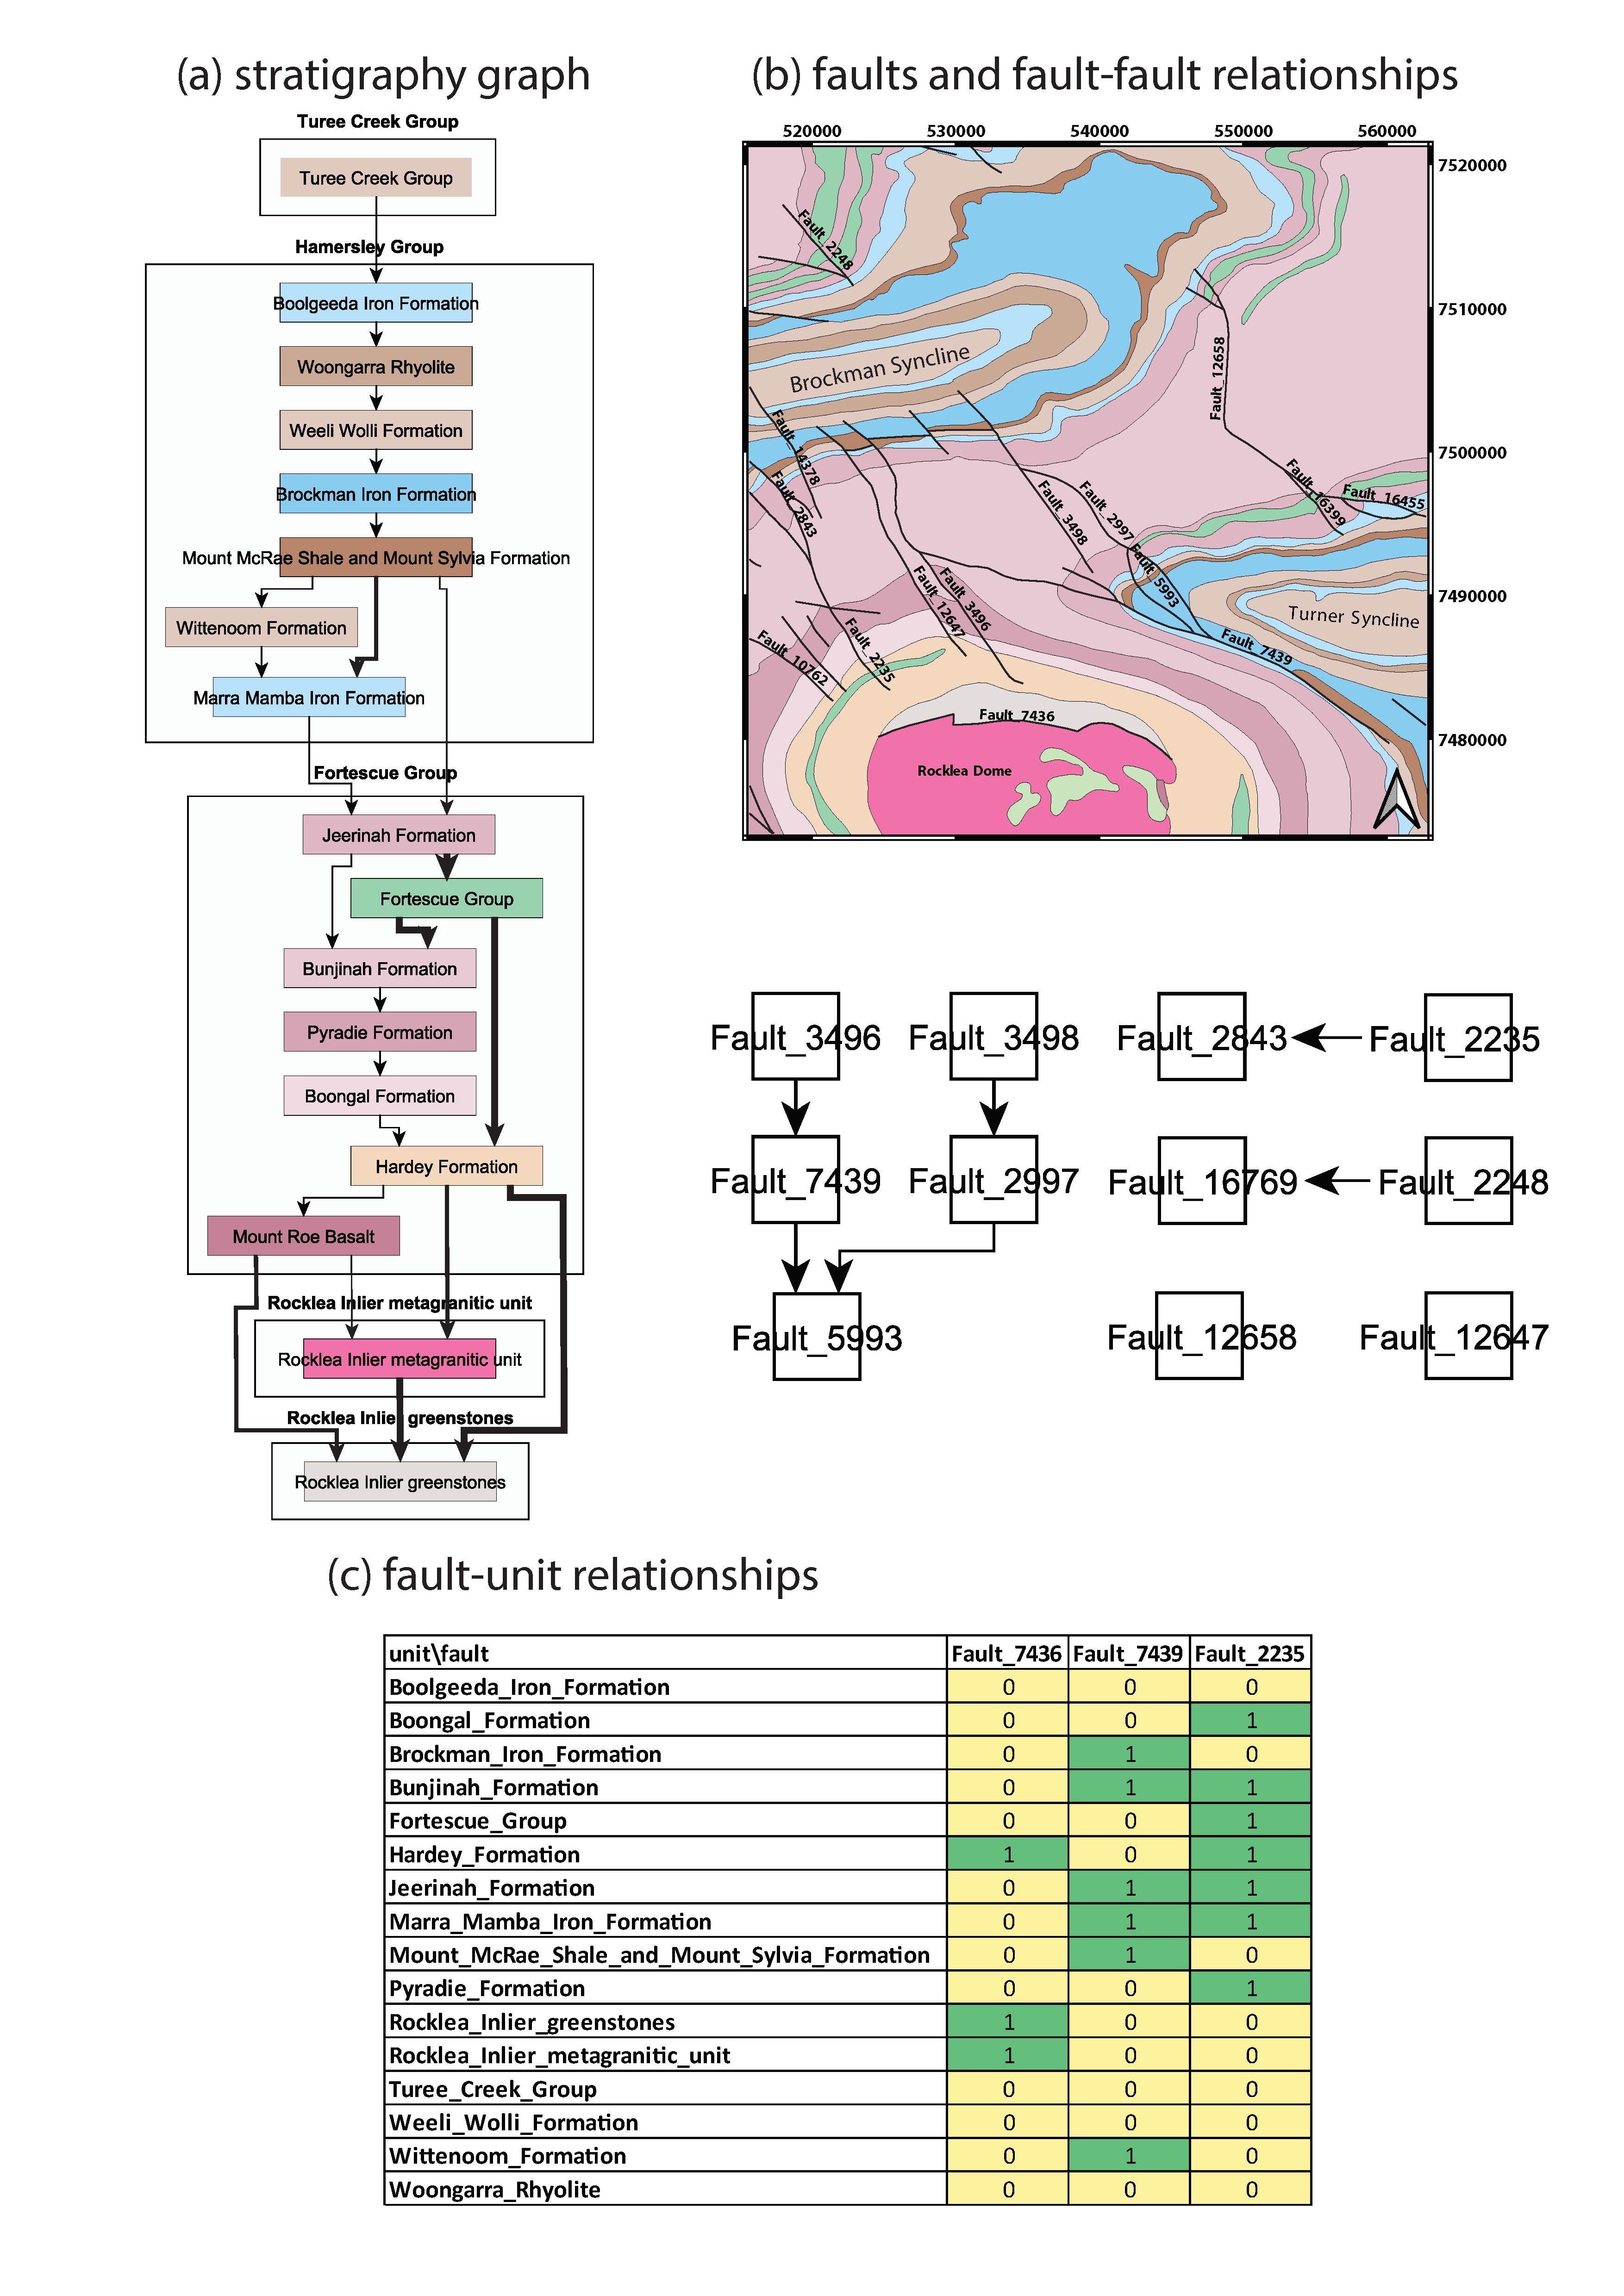 (a) stratigraphy graph
Turee Creek Group
Turee Creek Group
Hamersley Group
Boolgeeda Iron Formation
Woongarra Rhyolite
Weeli Wolli Formation
Brockman Iron Formation
Mount McRae Shale and Mount Sylvia Formation
Wittenoom Formation
Marra Mamba Iron Formation
Fortescue Group
Jeerinah Formation
Fortescue Group
Bunjinah Formation
Pyradie Formation
Boongal Formation
Hardey Formation
Mount Roe Basalt
Rocklea Inlier metagranitic unit
Rocklea Inlier metagranitic unit
Rocklea Inlier greenstones
Rocklea Inlier greenstones
(b) faults and fault-fault relationships
520000 530000 540000 550000 560000
7520000
7510000
7500000
7490000
7480000
Fault_2248
Brockman Syncline
Fault_12658
Fault_14378
Fault_2843
Fault_3498
Fault_2997
Fault_16399
Fault_16455
Fault_5993
Fault_12647
Fault_3496
Turner Syncline
Fault_7439
Fault_10762
Fault_2235
Fault_7436
Rocklea Dome
Fault_3496 Fault_3498 Fault_2843 Fault_2235
Fault_7439 Fault_2997 Fault_16769 Fault_2248
Fault_5993 Fault_12658 Fault_12647
(c) fault-unit relationships
unit\fault Fault_7436 Fault_7439 Fault_2235
Boolgeeda_Iron_Formation 0 0 0
Boongal_Formation 0 0 1
Brockman_Iron_Formation 0 1 0
Bunjinah_Formation 0 1 1
Fortescue_Group 0 0 1
Hardey_Formation 1 0 1
Jeerinah_Formation 0 1 1
Marra_Mamba_Iron_Formation 0 1 1
Mount_McRae_Shale_and_Mount_Sylvia_Formation 0 1 0
Pyradie_Formation 0 0 1
Rocklea_Inlier_greenstones 1 0 0
Rocklea_Inlier_metagranitic_unit 1 0 0
Turee_Creek_Group 0 0 0
Weeli_Wolli_Formation 0 0 0
Wittenoom_Formation 0 1 0
Woongarra_Rhyolite 0 0 0